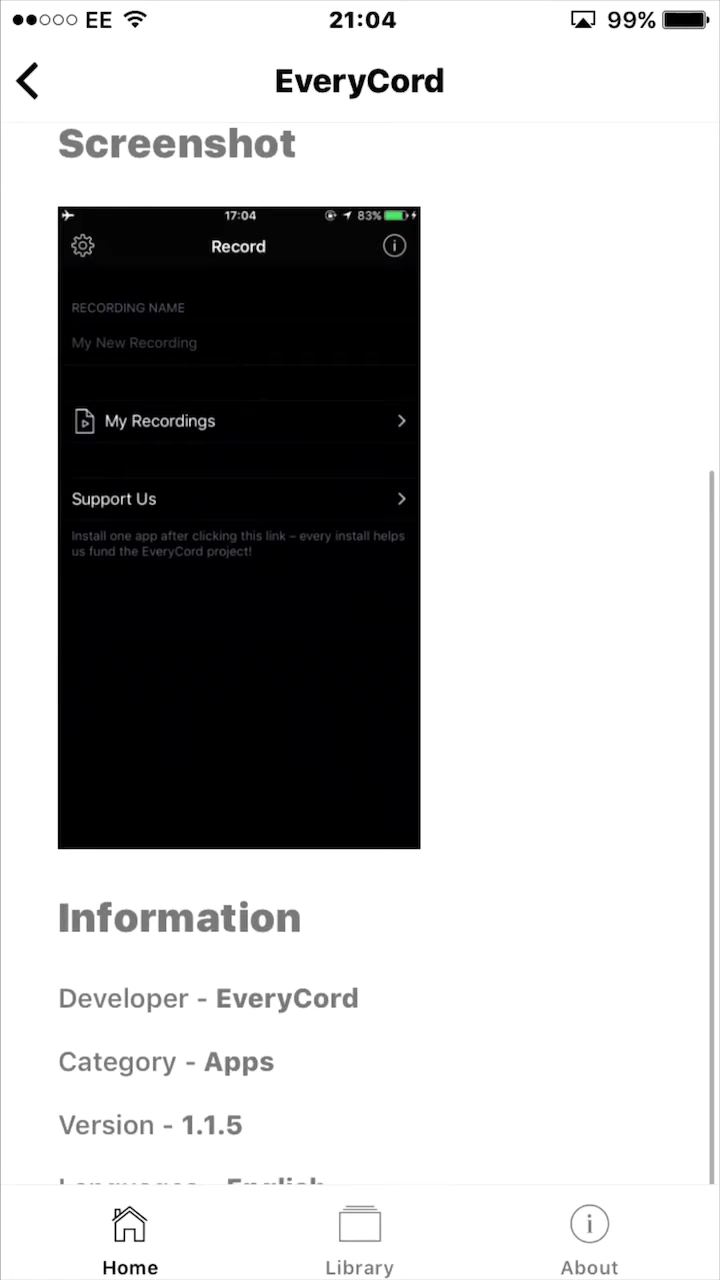 EE 21:04 99%
EveryCord
Screenshot
17:04 83%
Record
RECORDING NAME
My New Recording
My Recordings
Support Us
Install one app after clicking this link – every install helps
us fund the EveryCord project!
Information
Developer - EveryCord
Category - Apps
Version - 1.1.5
Languages - English
Home Library About